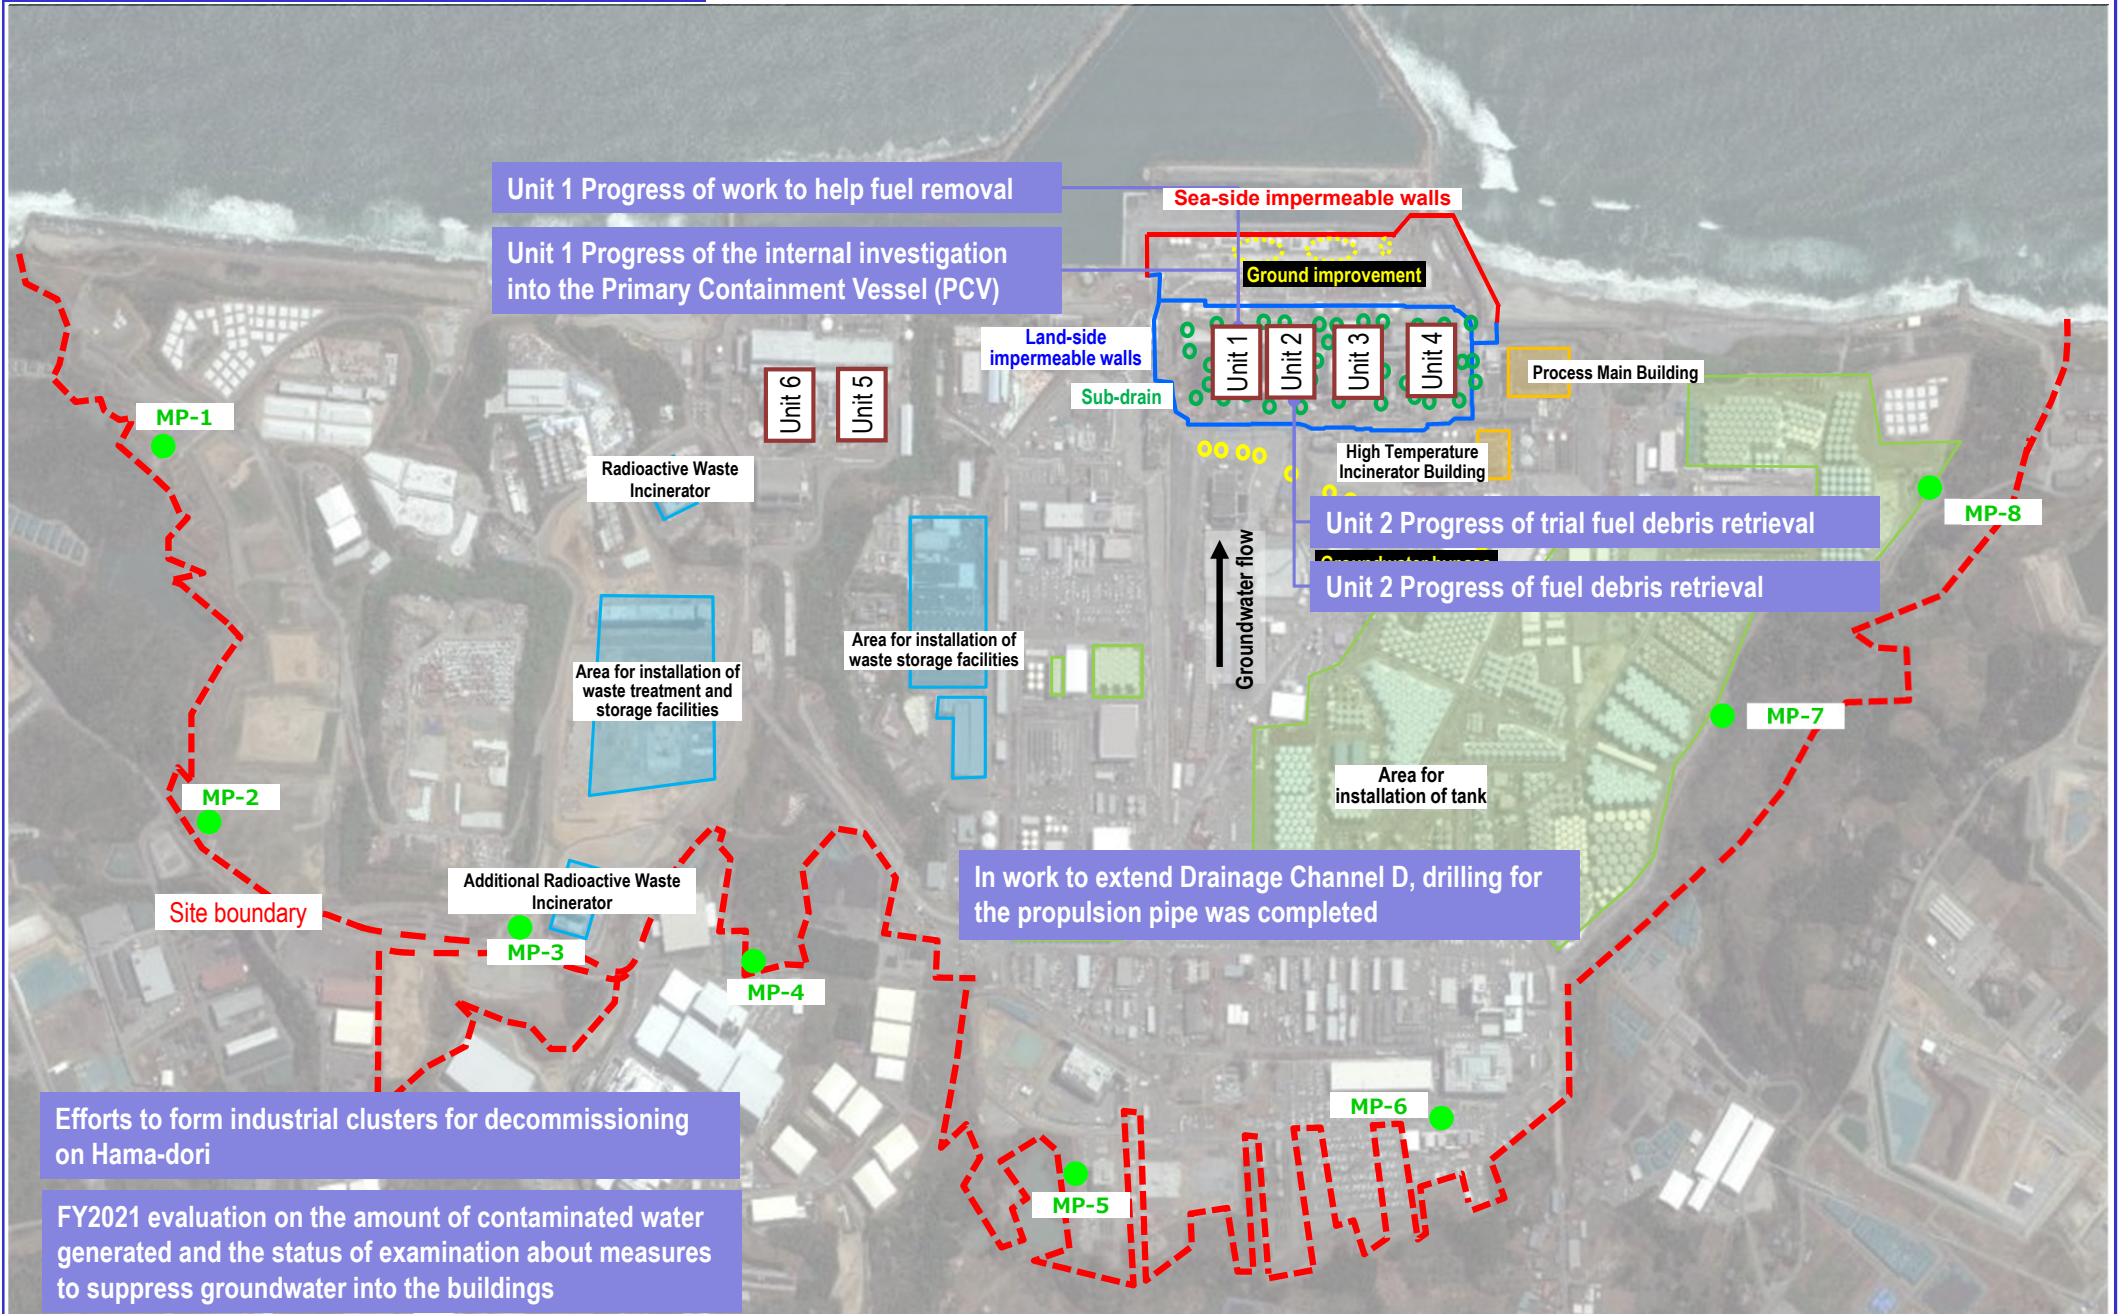 Unit 1 Progress of work to help fuel removal
Sea-side impermeable walls
Unit 1 Progress of the internal investigation
into the Primary Containment Vessel (PCV)
Ground improvement
Land-side
impermeable walls
Unit 1
Unit 2
Unit 3
Unit 4
Process Main Building
Sub-drain
Unit 6
Unit 5
MP-1
High Temperature
Incinerator Building
Radioactive Waste
Incinerator
MP-8
Unit 2 Progress of trial fuel debris retrieval
Groundwater bypass
Unit 2 Progress of fuel debris retrieval
Groundwater flow
Area for installation of
waste storage facilities
Area for installation of
waste treatment and
storage facilities
MP-7
Area for
installation of tank
MP-2
Additional Radioactive Waste
Incinerator
In work to extend Drainage Channel D, drilling for
the propulsion pipe was completed
Site boundary
MP-3
MP-4
MP-6
Efforts to form industrial clusters for decommissioning
on Hama-dori
MP-5
FY2021 evaluation on the amount of contaminated water
generated and the status of examination about measures
to suppress groundwater into the buildings